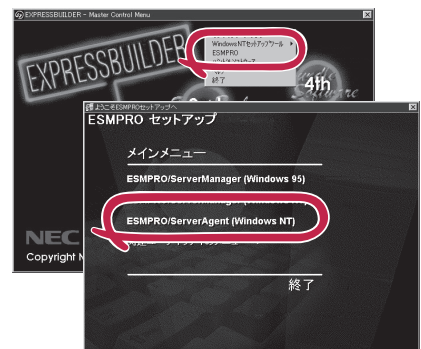 EXPRESSBUILDER - Master Control Menu
WindowsNTセットアップツール
ESMPRO
終了
EXPRESSBUILDER
4th
NEC
Copyright N
ようこそESMPROセットアップへ
ESMPRO セットアップ
メインメニュー
ESMPRO/ServerManager (Windows 95)
ESMPRO/ServerAgent (Windows NT)
終了